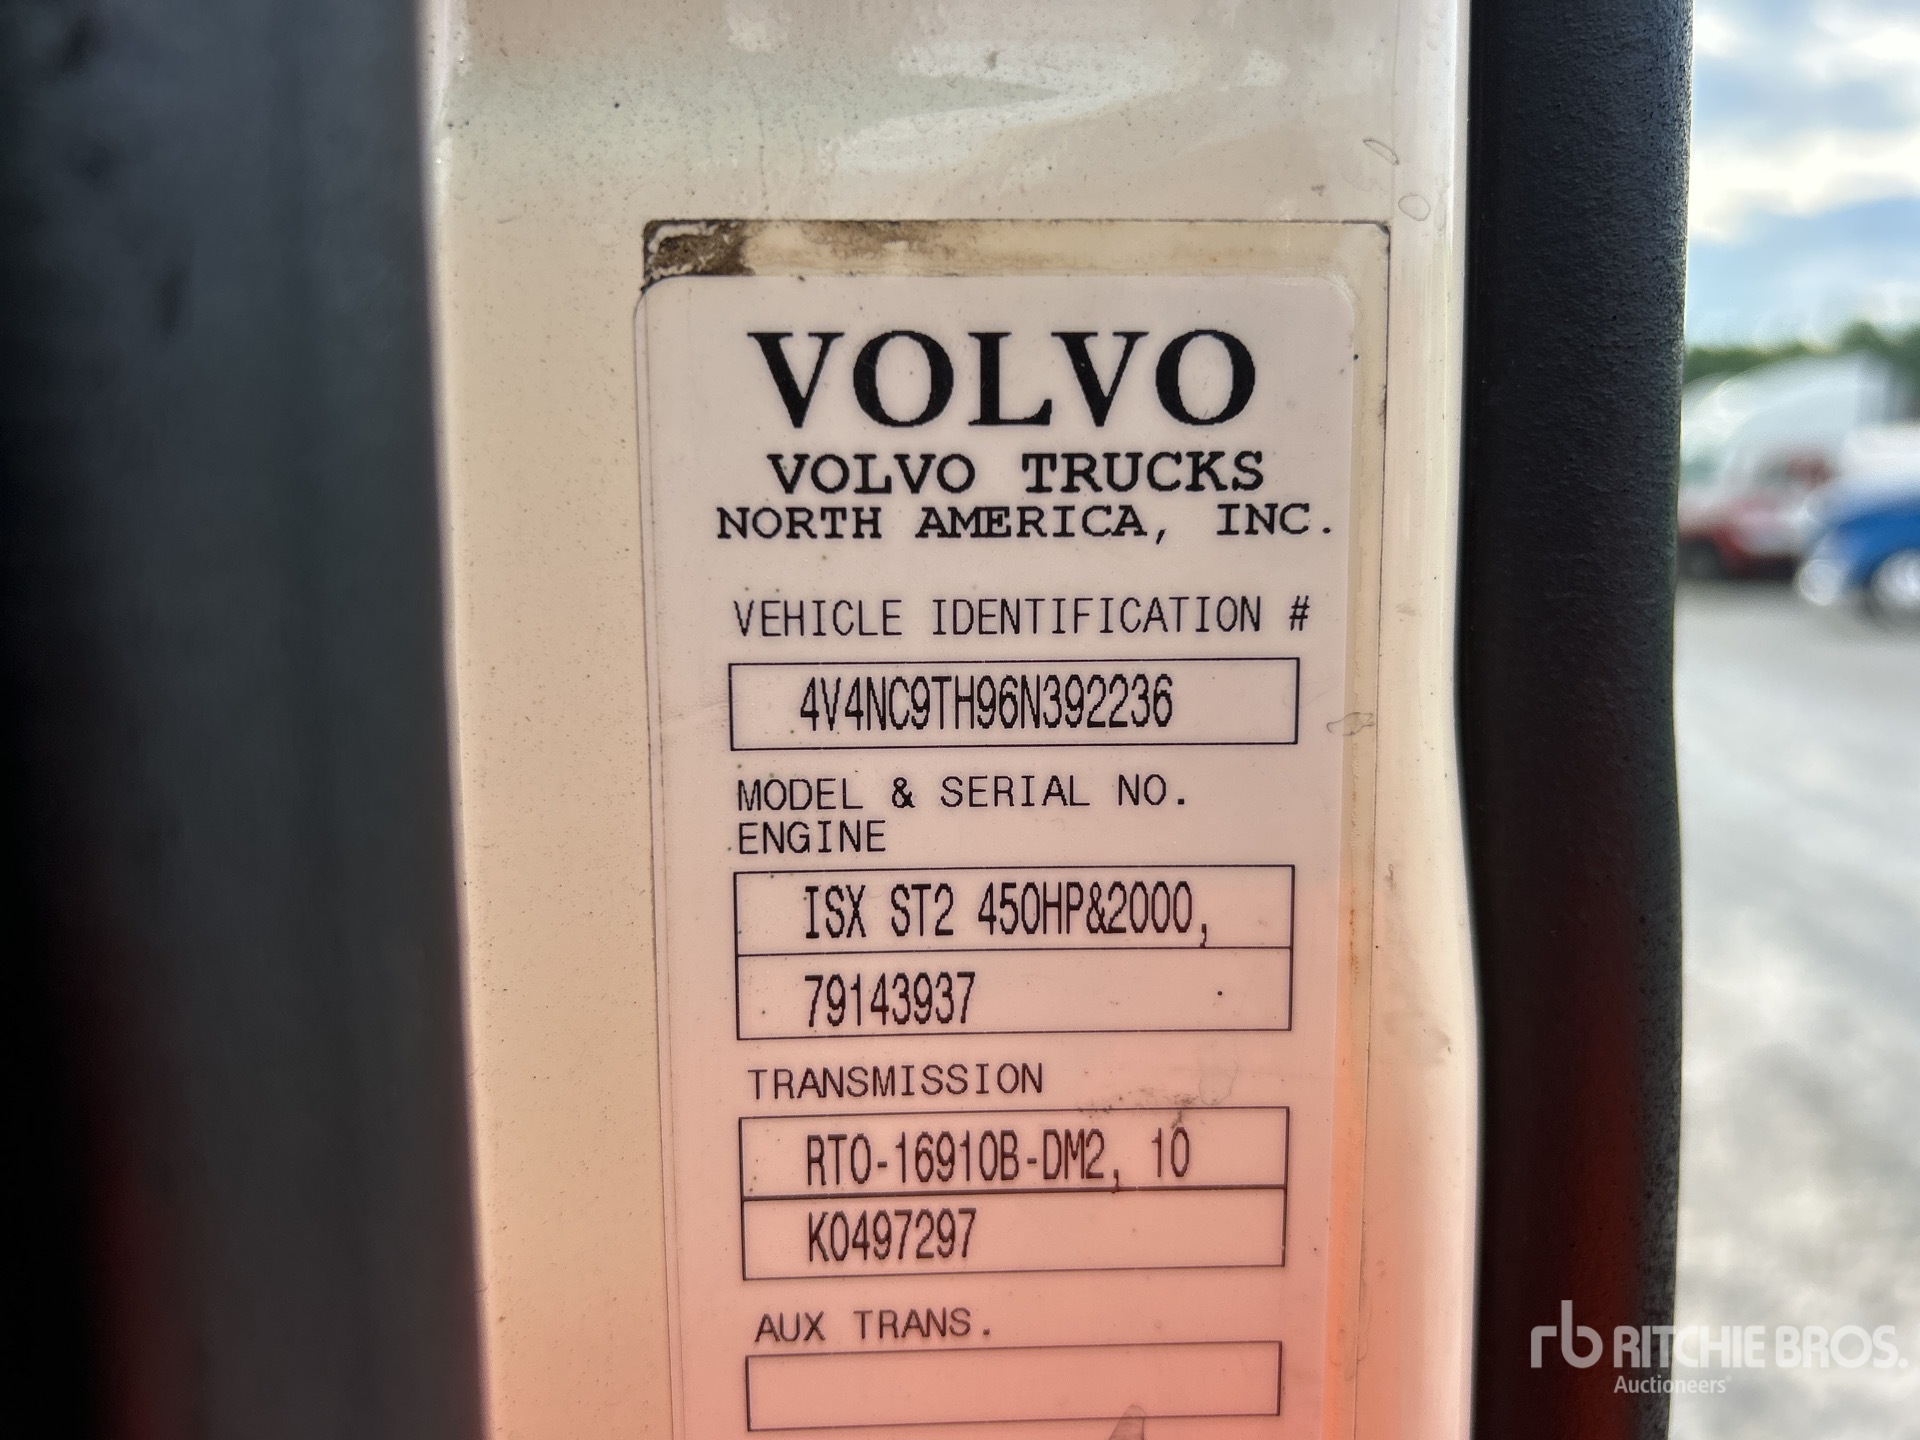 VOLVO
VOLVO TRUCKS
NORTH AMERICA, INC.
VEHICLE IDENTIFICATION #
4V4NC9TH96N392236
MODEL & SERIAL NO.
ENGINE
ISX ST2 450HP&2000,
79143937
TRANSMISSION
RTO-16910B-DM2, 10
K0497297
AUX TRANS.
rb RITCHIE BROS.
Auctioneers